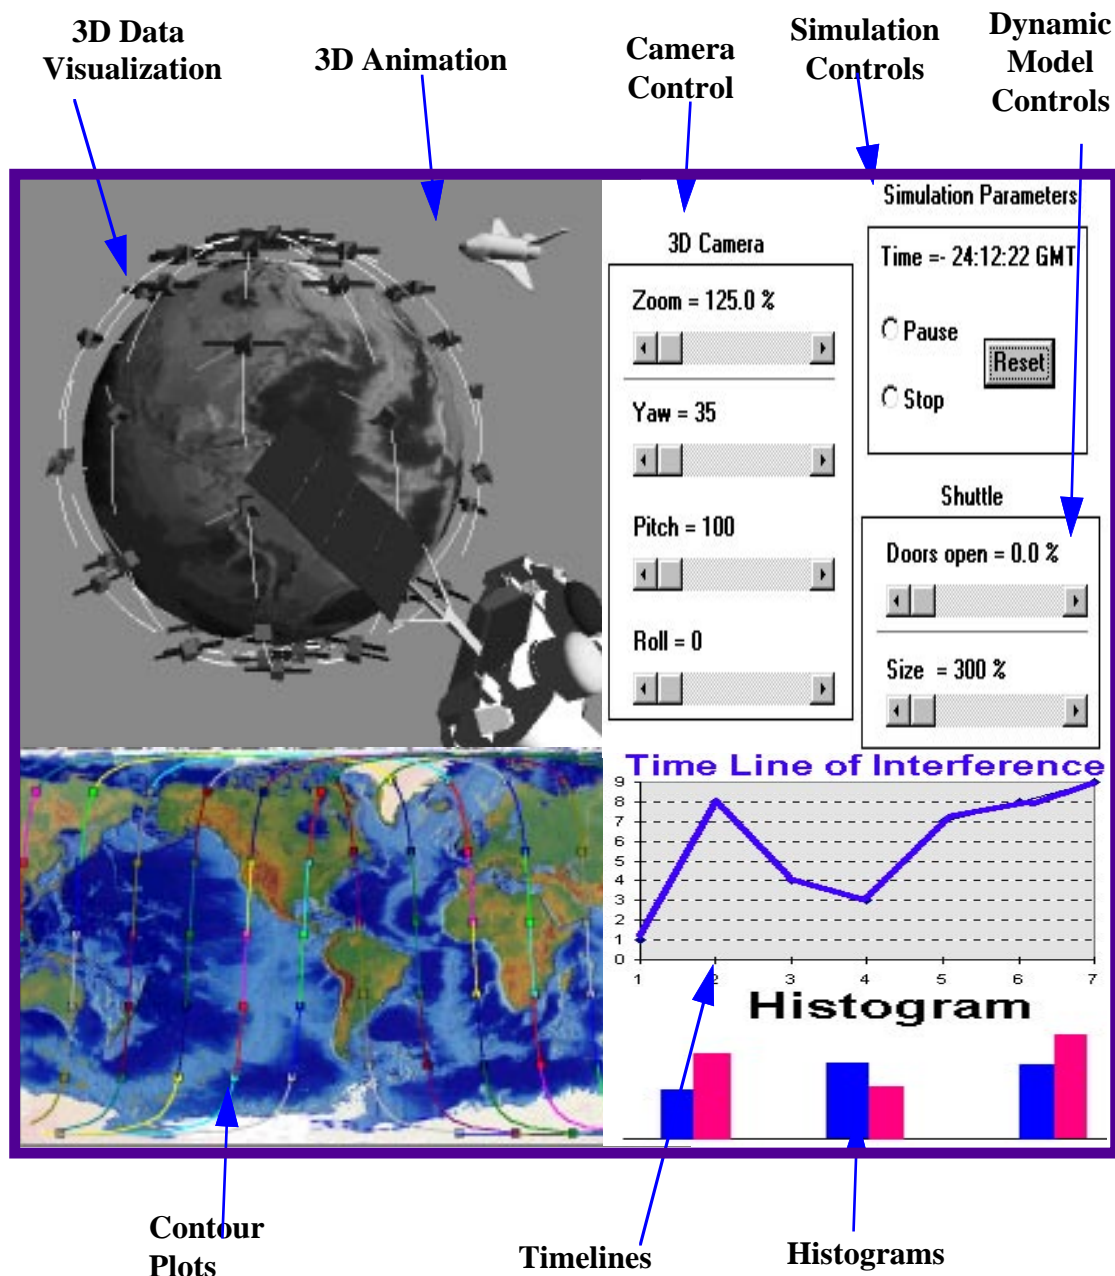 3D Data
Visualization
3D Animation
Camera
Control
Simulation
Controls
Dynamic
Model
Controls
3D Camera
Zoom = 125.0 %
Yaw = 35
Pitch = 100
Roll = 0
Simulation Parameters
Time =- 24:12:22 GMT
Pause
Stop
Reset
Shuttle
Doors open = 0.0 %
Size = 300 %
Time Line of Interference
9
8
7
6
5
4
3
2
1
0
1 2 3 4 5 6 7
Histogram
Contour
Plots
Timelines
Histograms